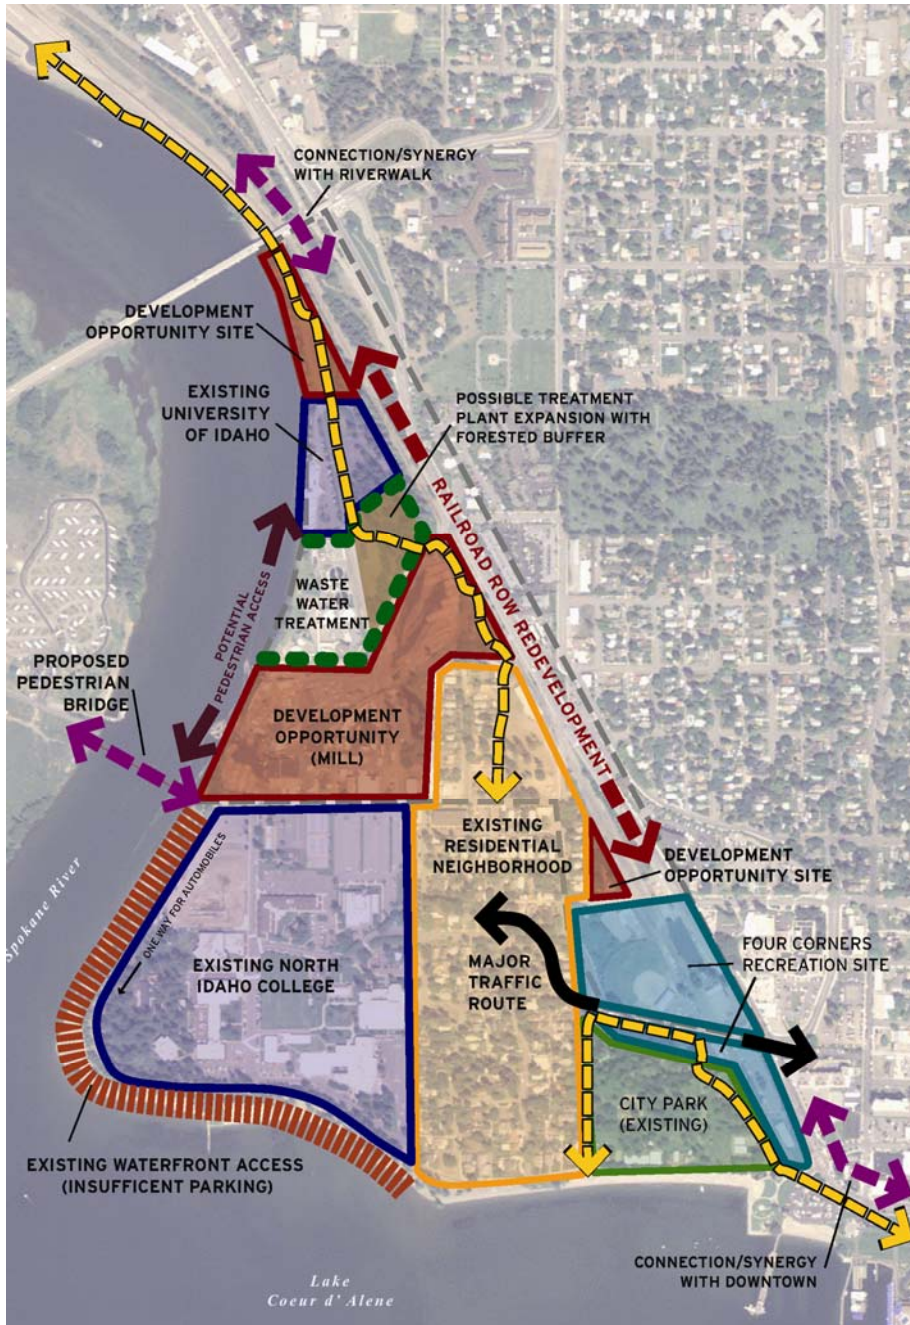 CONNECTION/SYNERGY
WITH RIVERWALK
DEVELOPMENT
OPPORTUNITY SITE
EXISTING
UNIVERSITY
OF IDAHO
POSSIBLE TREATMENT
PLANT EXPANSION WITH
FORESTED BUFFER
RAILROAD ROW REDEVELOPMENT
WASTE
WATER
TREATMENT
POTENTIAL
PEDESTRIAN ACCESS
PROPOSED
PEDESTRIAN
BRIDGE
DEVELOPMENT
OPPORTUNITY
(MILL)
EXISTING
RESIDENTIAL
NEIGHBORHOOD
DEVELOPMENT
OPPORTUNITY SITE
Spokane River
ONE WAY FOR AUTOMOBILES
EXISTING NORTH
IDAHO COLLEGE
MAJOR
TRAFFIC
ROUTE
FOUR CORNERS
RECREATION SITE
CITY PARK
(EXISTING)
EXISTING WATERFRONT ACCESS
(INSUFFICENT PARKING)
CONNECTION/SYNERGY
WITH DOWNTOWN
Lake
Coeur d' Alene